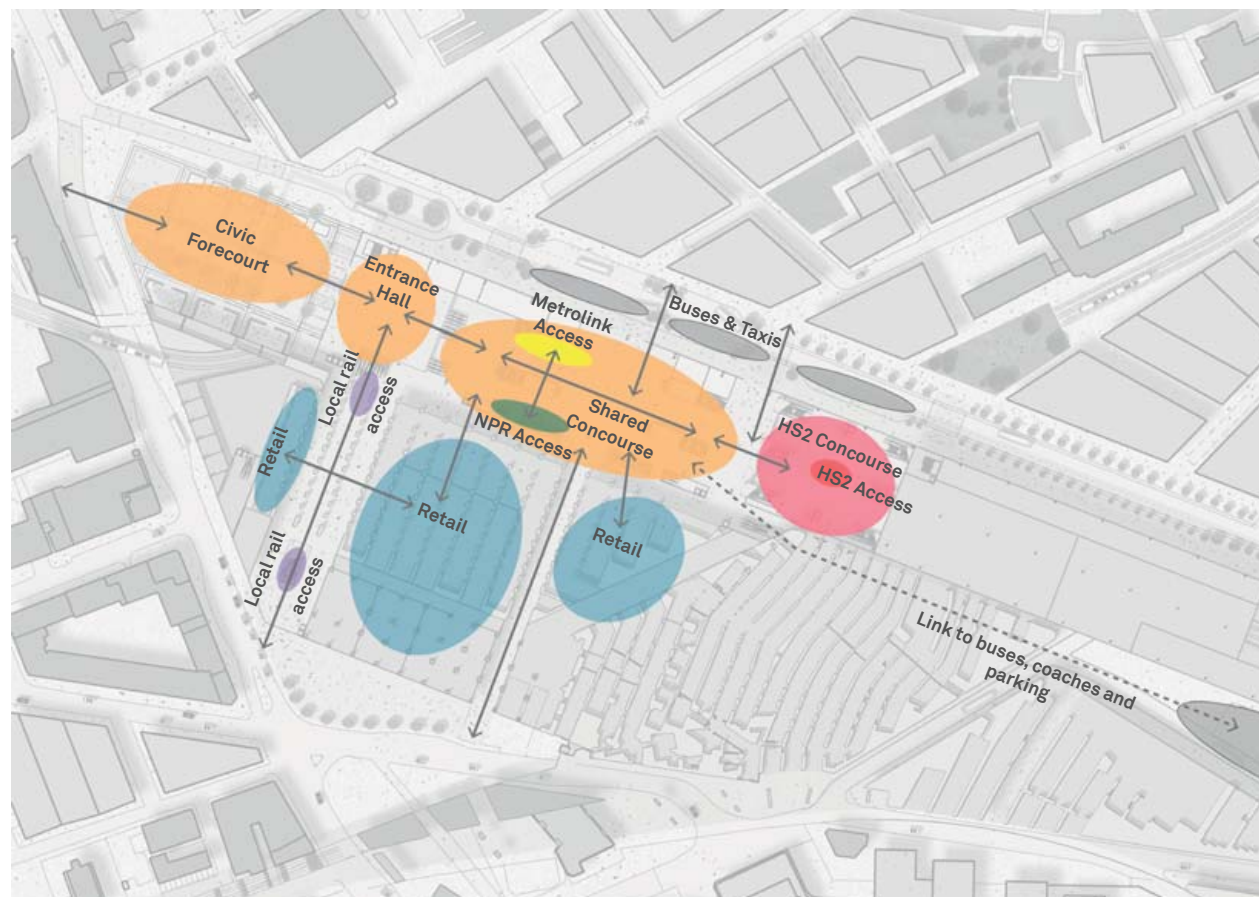 Civic
Forecourt
Entrance
Hall
Metrolink
Access
Buses & Taxis
Local rail
access
Retail
NPR Access
Shared
Concourse
HS2 Concourse
HS2 Access
Retail
Retail
Local rail
access
Link to buses, coaches and
parking